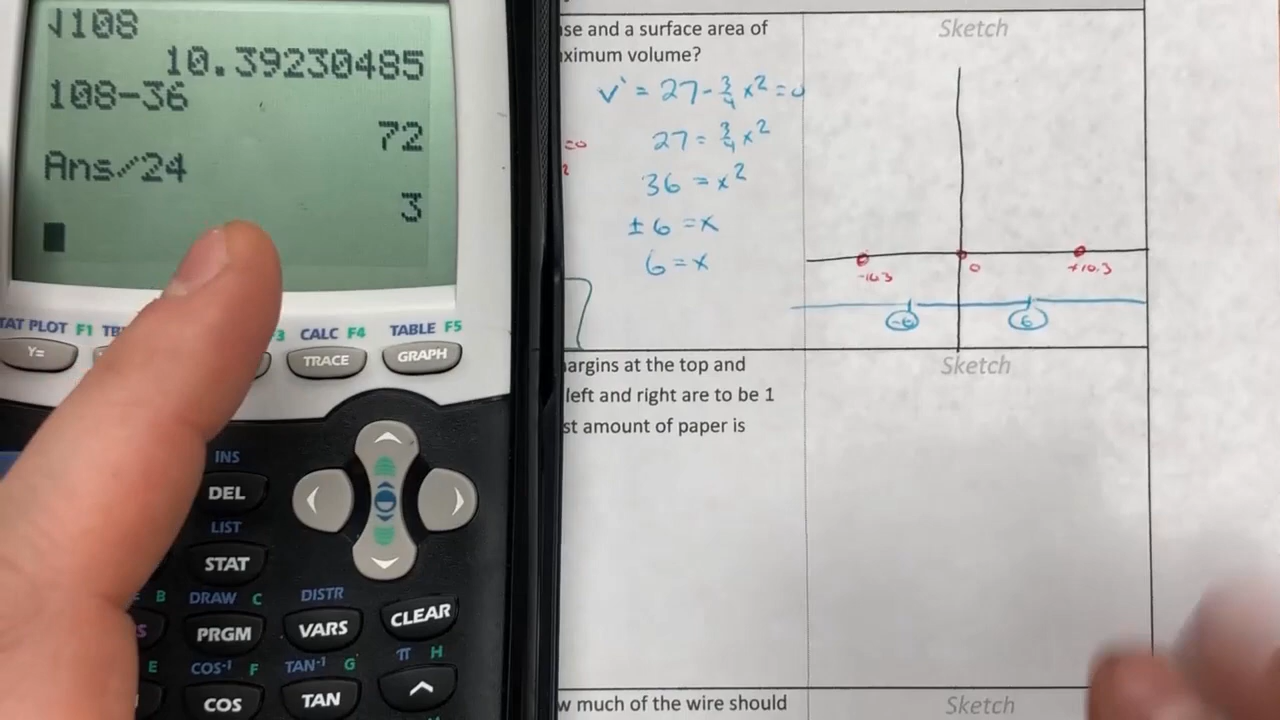 √108
10.39230485
108-36
72
Ans/24
3
F1
3 CALC F4
TABLE F5
Y=
TRACE
GRAPH
INS
DEL
LIST
STAT
B DRAW C DISTR
PRGM
VARS
CLEAR
E COS-¹ F TAN-¹ G π H
COS
TAN
^
se and a surface area of
ximum volume?
V' = 27 - 3/4 x² = 0
=0
27 = 3/4 x²
2
36 = x²
± 6 = x
6 = x
Sketch
-10.3
0
+10.3
-6
6
argins at the top and
left and right are to be 1
st amount of paper is
Sketch
w much of the wire should
Sketch